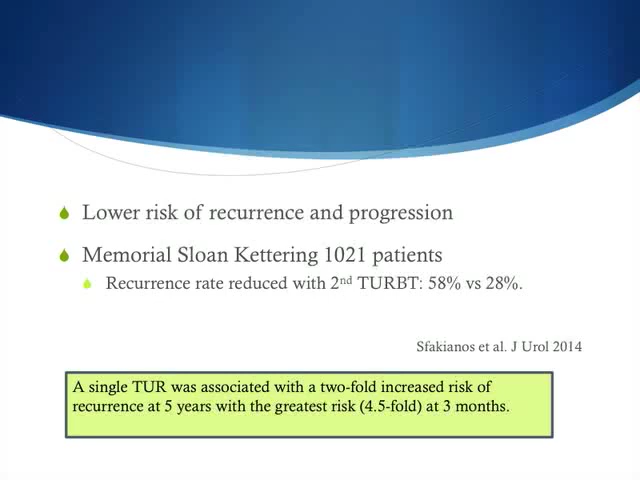 Lower risk of recurrence and progression
Memorial Sloan Kettering 1021 patients
Recurrence rate reduced with 2nd TURBT: 58% vs 28%.
Sfakianos et al. J Urol 2014
A single TUR was associated with a two-fold increased risk of
recurrence at 5 years with the greatest risk (4.5-fold) at 3 months.